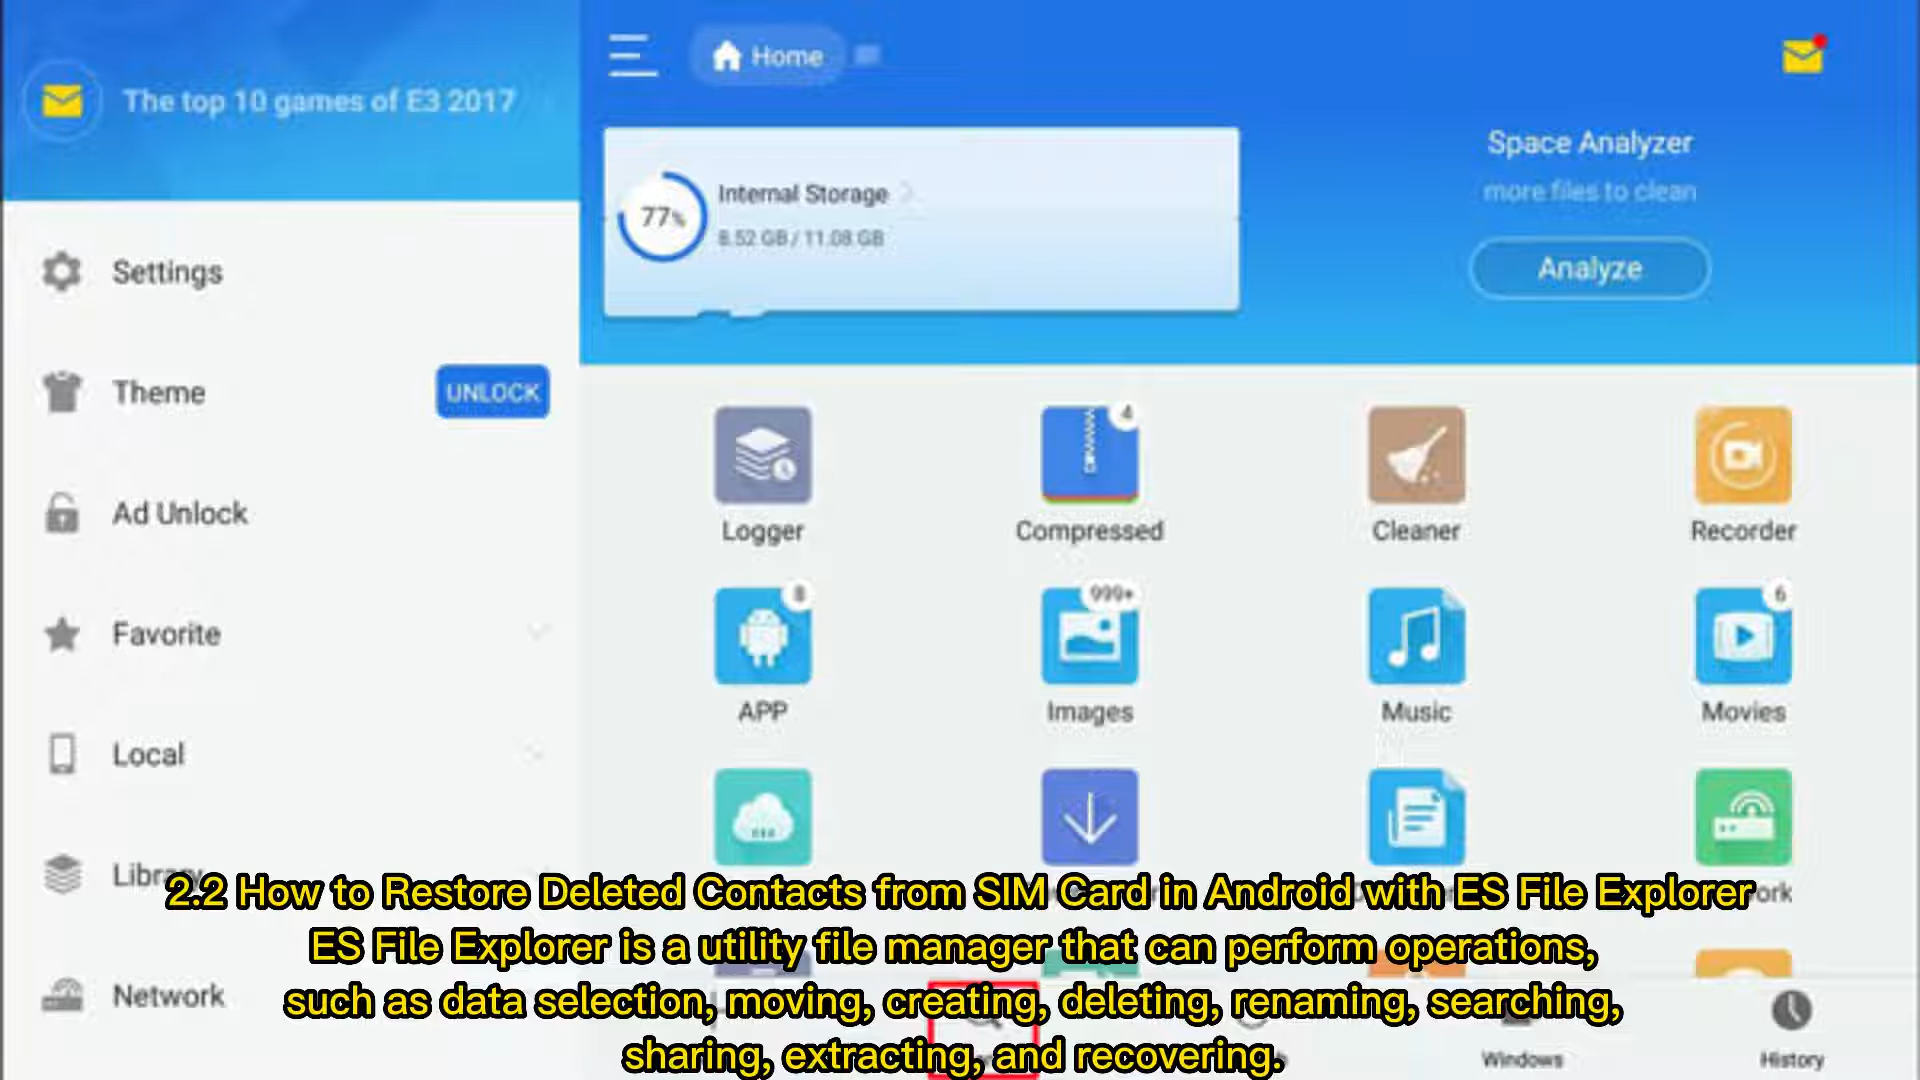 The top 10 games of E3 2017
Settings
Theme
UNLOCK
Ad Unlock
Favorite
Local
Library
Network
Home
77%
Internal Storage
8.52 GB / 11.08 GB
Space Analyzer
more files to clean
Analyze
Logger
4
Compressed
Cleaner
Recorder
8
APP
999+
Images
Music
6
Movies
2.2 How to Restore Deleted Contacts from SIM Card in Android with ES File Explorer
ES File Explorer is a utility file manager that can perform operations,
such as data selection, moving, creating, deleting, renaming, searching,
sharing, extracting, and recovering.
Windows
History